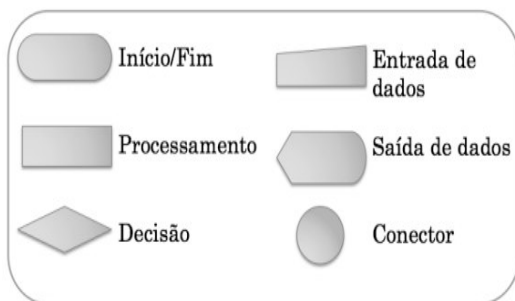 Início/Fim
Entrada de
dados
Processamento
Saída de dados
Decisão
Conector